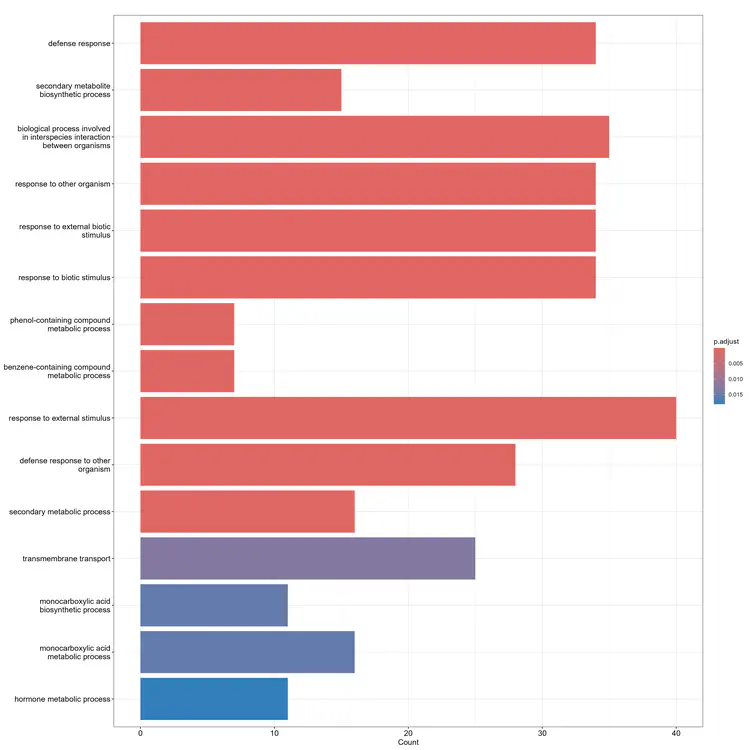 defense response
secondary metabolite
biosynthetic process
biological process involved
in interspecies interaction
between organisms
response to other organism
response to external biotic
stimulus
response to biotic stimulus
phenol-containing compound
metabolic process
benzene-containing compound
metabolic process
response to external stimulus
defense response to other
organism
secondary metabolic process
transmembrane transport
monocarboxylic acid
biosynthetic process
monocarboxylic acid
metabolic process
hormone metabolic process
0 10 20 30 40
Count
p.adjust
0.005
0.010
0.015